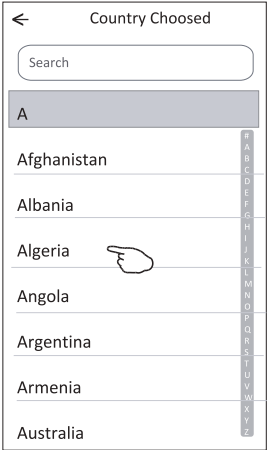 Country Choosed
Search
A
Afghanistan
Albania
Algeria
Angola
Argentina
Armenia
Australia
#
A
B
C
D
E
F
G
H
I
J
K
L
M
N
O
P
Q
R
S
T
U
V
W
X
Y
Z